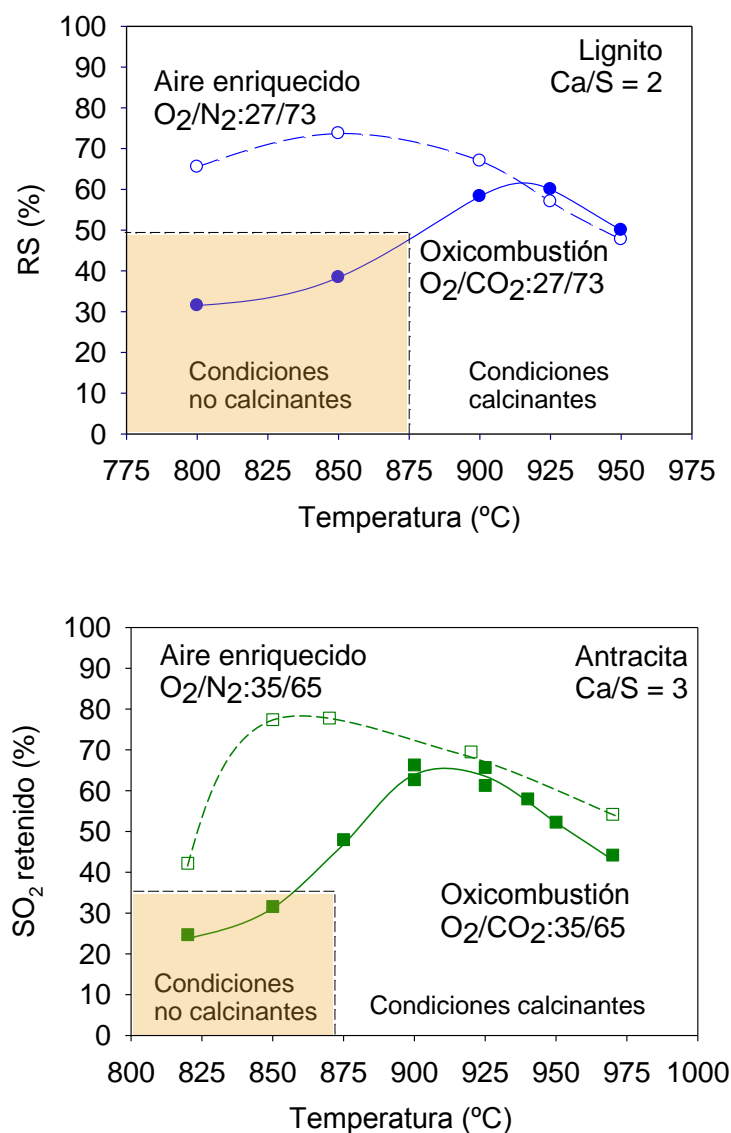 100
90
80
70
60
50
40
30
20
10
0
RS (%)
Lignito
Ca/S = 2
Aire enriquecido
O2/N2:27/73
Oxicombustión
O2/CO2:27/73
Condiciones
no calcinantes
Condiciones
calcinantes
775 800 825 850 875 900 925 950 975
Temperatura (ºC)
100
90
80
70
60
50
40
30
20
10
0
SO2 retenido (%)
Aire enriquecido
O2/N2:35/65
Antracita
Ca/S = 3
Oxicombustión
O2/CO2:35/65
Condiciones
no calcinantes
Condiciones calcinantes
800 825 850 875 900 925 950 975 1000
Temperatura (ºC)